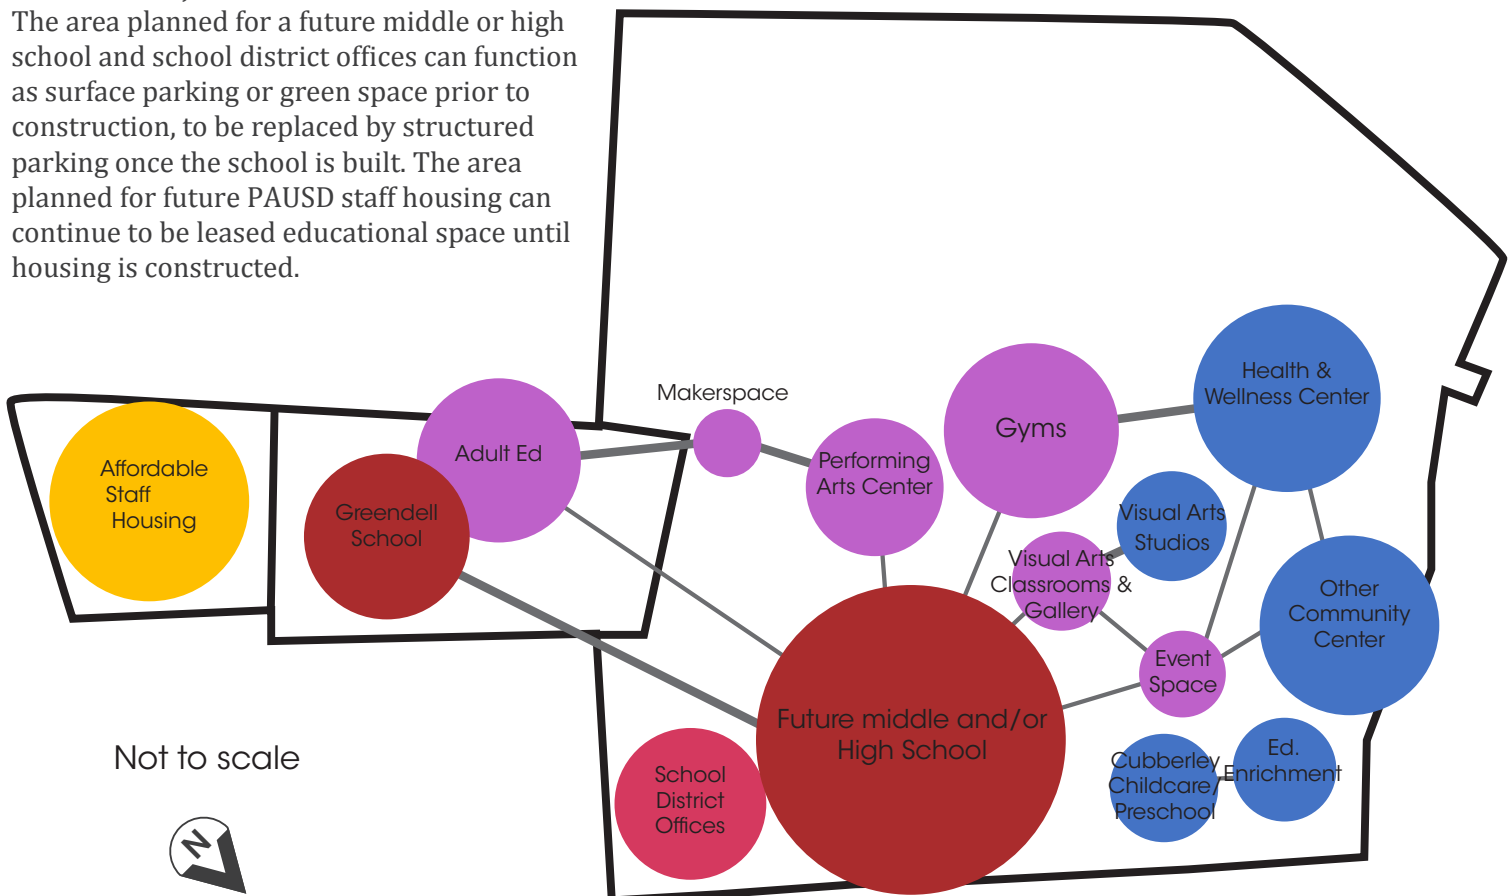 The area planned for a future middle or high
school and school district offices can function
as surface parking or green space prior to
construction, to be replaced by structured
parking once the school is built. The area
planned for future PAUSD staff housing can
continue to be leased educational space until
housing is constructed.
Makerspace
Health &
Wellness Center
Gyms
Adult Ed
Performing
Arts Center
Affordable
Staff
Housing
Greendell
School
Visual Arts
Studios
Visual Arts
Classrooms &
Gallery
Other
Community
Center
Event
Space
Future middle and/or
High School
School
District
Offices
Cubberley
Childcare/
Preschool
Ed.
Enrichment
Not to scale
N